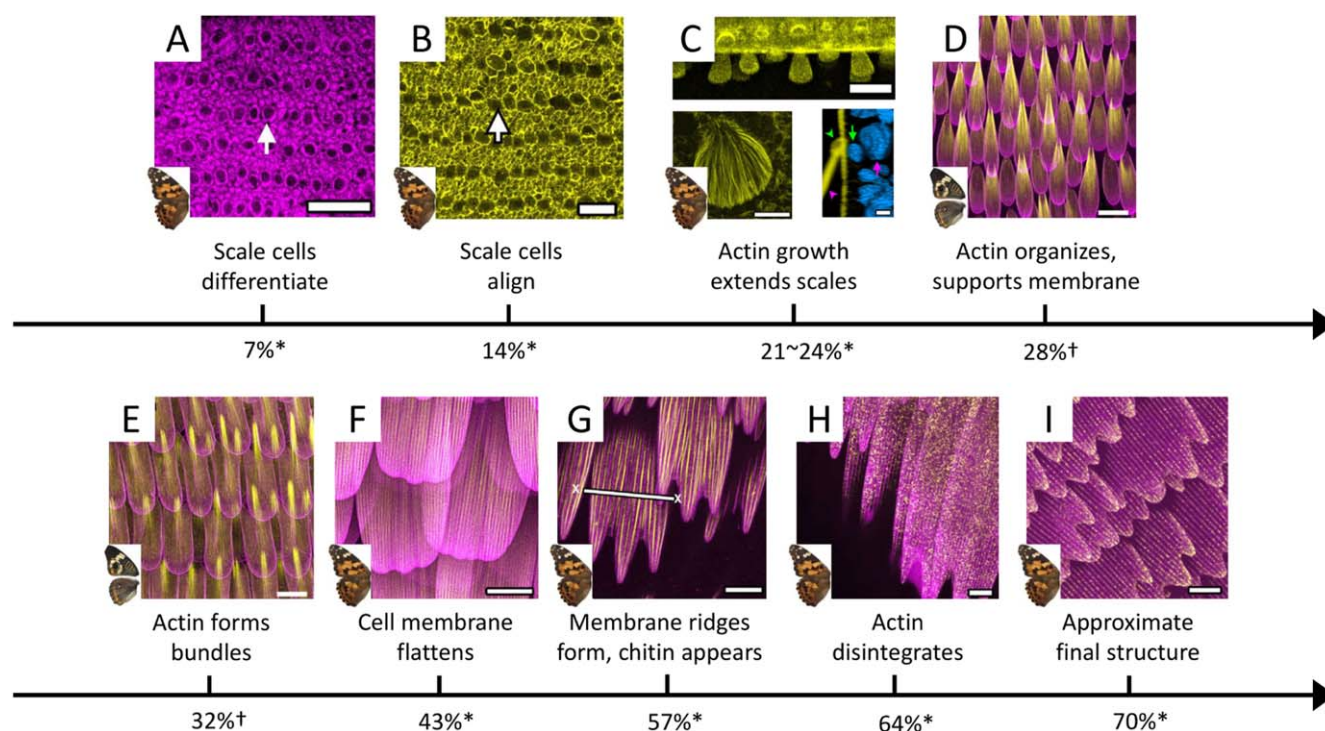 A
B
C
D
Scale cells
differentiate
Scale cells
align
Actin growth
extends scales
Actin organizes,
supports membrane
7%*
14%*
21~24%*
28%†
E
F
G
H
I
x
x
Actin forms
bundles
Cell membrane
flattens
Membrane ridges
form, chitin appears
Actin
disintegrates
Approximate
final structure
32%†
43%*
57%*
64%*
70%*